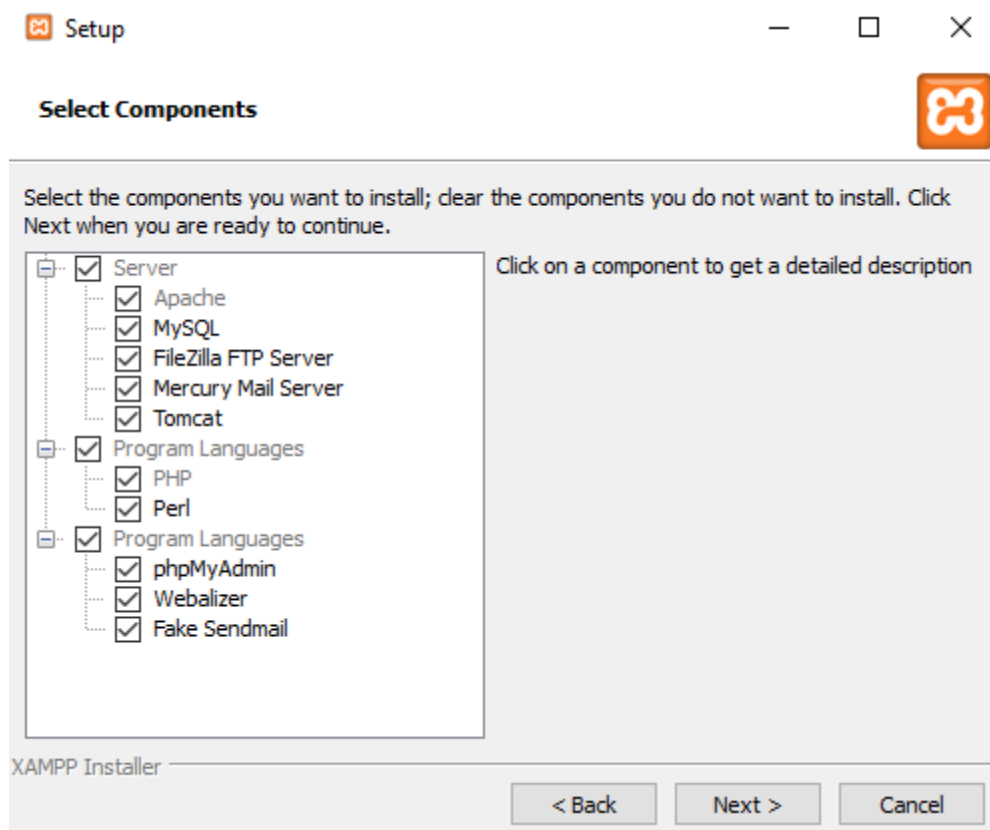 Setup
Select Components
Select the components you want to install; clear the components you do not want to install. Click
Next when you are ready to continue.
Server
Apache
MySQL
FileZilla FTP Server
Mercury Mail Server
Tomcat
Program Languages
PHP
Perl
Program Languages
phpMyAdmin
Webalizer
Fake Sendmail
Click on a component to get a detailed description
XAMPP Installer
< Back
Next >
Cancel